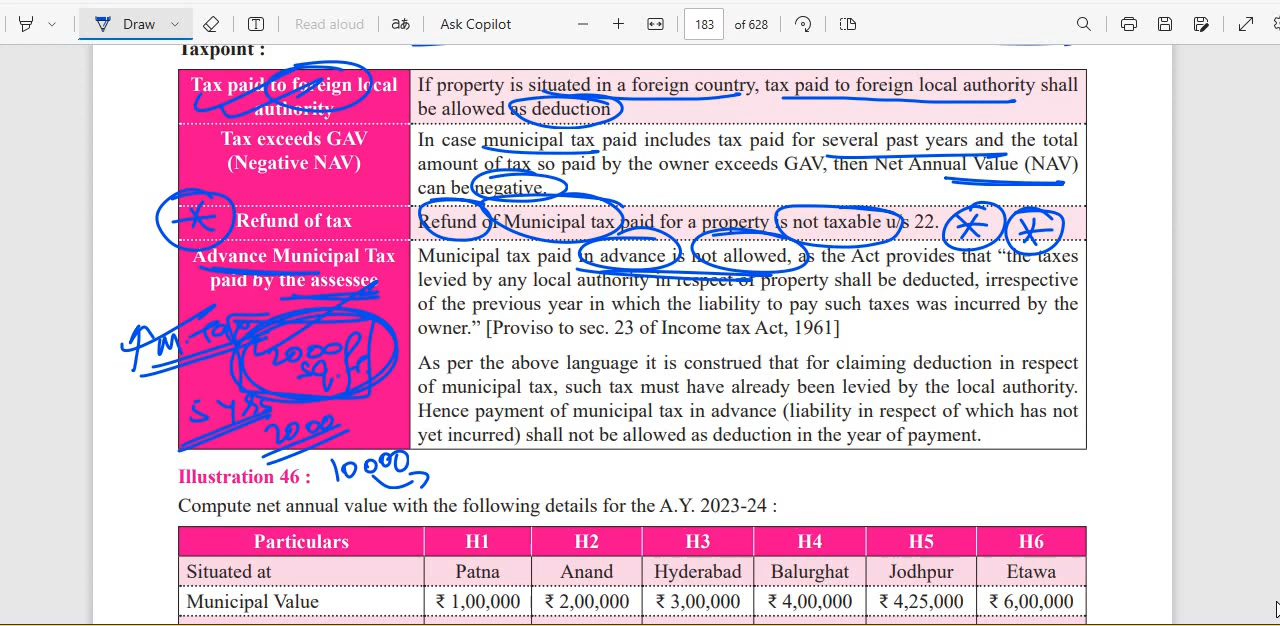 Draw
Read aloud
aあ
Ask Copilot
183 of 628
Taxpoint :
Tax paid to foreign local authority
If property is situated in a foreign country, tax paid to foreign local authority shall
be allowed as deduction
Tax exceeds GAV
(Negative NAV)
In case municipal tax paid includes tax paid for several past years and the total
amount of tax so paid by the owner exceeds GAV, then Net Annual Value (NAV)
can be negative.
Refund of tax
Refund of Municipal tax paid for a property is not taxable u/s 22.
Advance Municipal Tax
paid by the assessee
Municipal tax paid in advance is not allowed, as the Act provides that “the taxes
levied by any local authority in respect of property shall be deducted, irrespective
of the previous year in which the liability to pay such taxes was incurred by the
owner.” [Proviso to sec. 23 of Income tax Act, 1961]
As per the above language it is construed that for claiming deduction in respect
of municipal tax, such tax must have already been levied by the local authority.
Hence payment of municipal tax in advance (liability in respect of which has not
yet incurred) shall not be allowed as deduction in the year of payment.
2000
sq.
5 yrs
2000
10000
Illustration 46 :
Compute net annual value with the following details for the A.Y. 2023-24 :
Particulars H1 H2 H3 H4 H5 H6
Situated at Patna Anand Hyderabad Balurghat Jodhpur Etawa
Municipal Value ₹ 1,00,000 ₹ 2,00,000 ₹ 3,00,000 ₹ 4,00,000 ₹ 4,25,000 ₹ 6,00,000